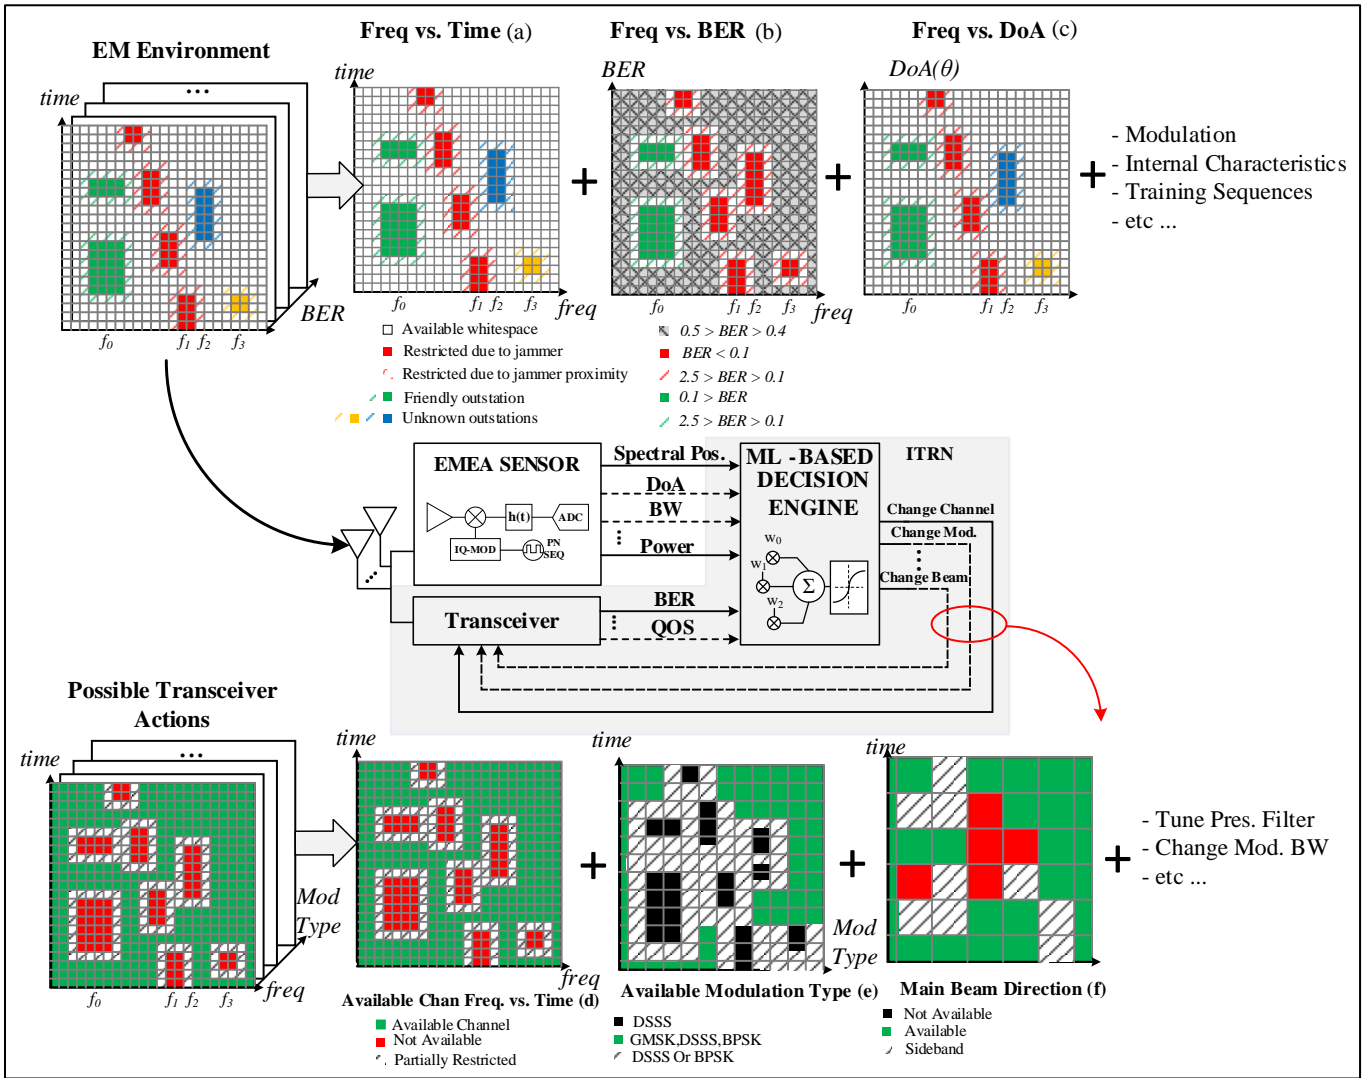 EM Environment
time
...
BER
f0 f1 f2 f3
Freq vs. Time (a)
time
f0 f1 f2 f3
freq
Available whitespace
Restricted due to jammer
Restricted due to jammer proximity
Friendly outstation
Unknown outstations
Freq vs. BER (b)
BER
f0 f1 f2 f3
freq
0.5 > BER > 0.4
BER < 0.1
2.5 > BER > 0.1
0.1 > BER
2.5 > BER > 0.1
Freq vs. DoA (c)
DoA(θ)
f0 f1 f2 f3
- Modulation
- Internal Characteristics
- Training Sequences
- etc ...
EMEA SENSOR
h(t)
ADC
IQ-MOD
PN
SEQ
Spectral Pos.
DoA
BW
Power
Transceiver
BER
QOS
ML -BASED
DECISION
ENGINE
w0
w1
w2
Σ
ITRN
Change Channel
Change Mod.
Change Beam
Possible Transceiver
Actions
...
Mod
Type
freq
f0 f1 f2 f3
time
freq
Available Chan Freq. vs. Time (d)
Available Channel
Not Available
Partially Restricted
time
Mod
Type
Available Modulation Type (e)
DSSS
GMSK,DSSS,BPSK
DSSS Or BPSK
time
Main Beam Direction (f)
Not Available
Available
Sideband
- Tune Pres. Filter
- Change Mod. BW
- etc ...